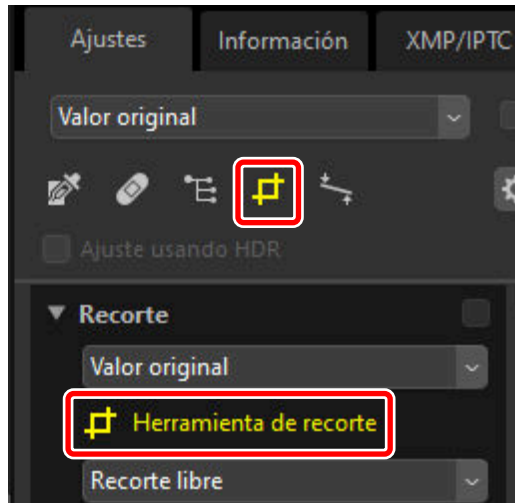 Ajustes Información XMP/IPTC
Valor original
Ajuste usando HDR
Recorte
Valor original
Herramienta de recorte
Recorte libre